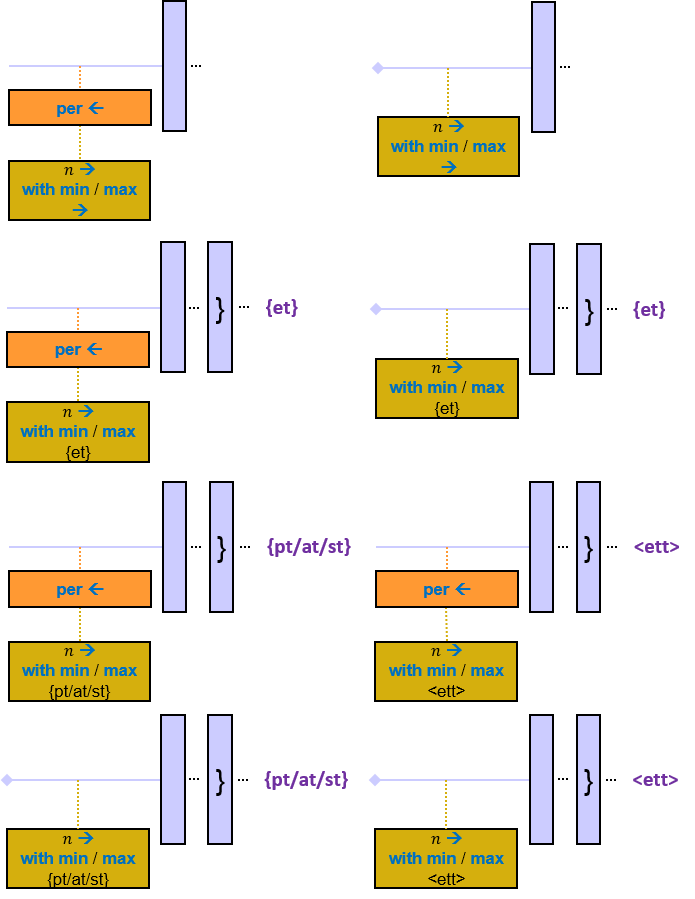 ...
per ←
n →
with min / max
→
...
n →
with min / max
→
... } ... {et}
per ←
n →
with min / max
{et}
... } ... {et}
n →
with min / max
{et}
... } ... {pt/at/st}
per ←
n →
with min / max
{pt/at/st}
... } ... <ett>
per ←
n →
with min / max
<ett>
... } ... {pt/at/st}
n →
with min / max
{pt/at/st}
... } ... <ett>
n →
with min / max
<ett>